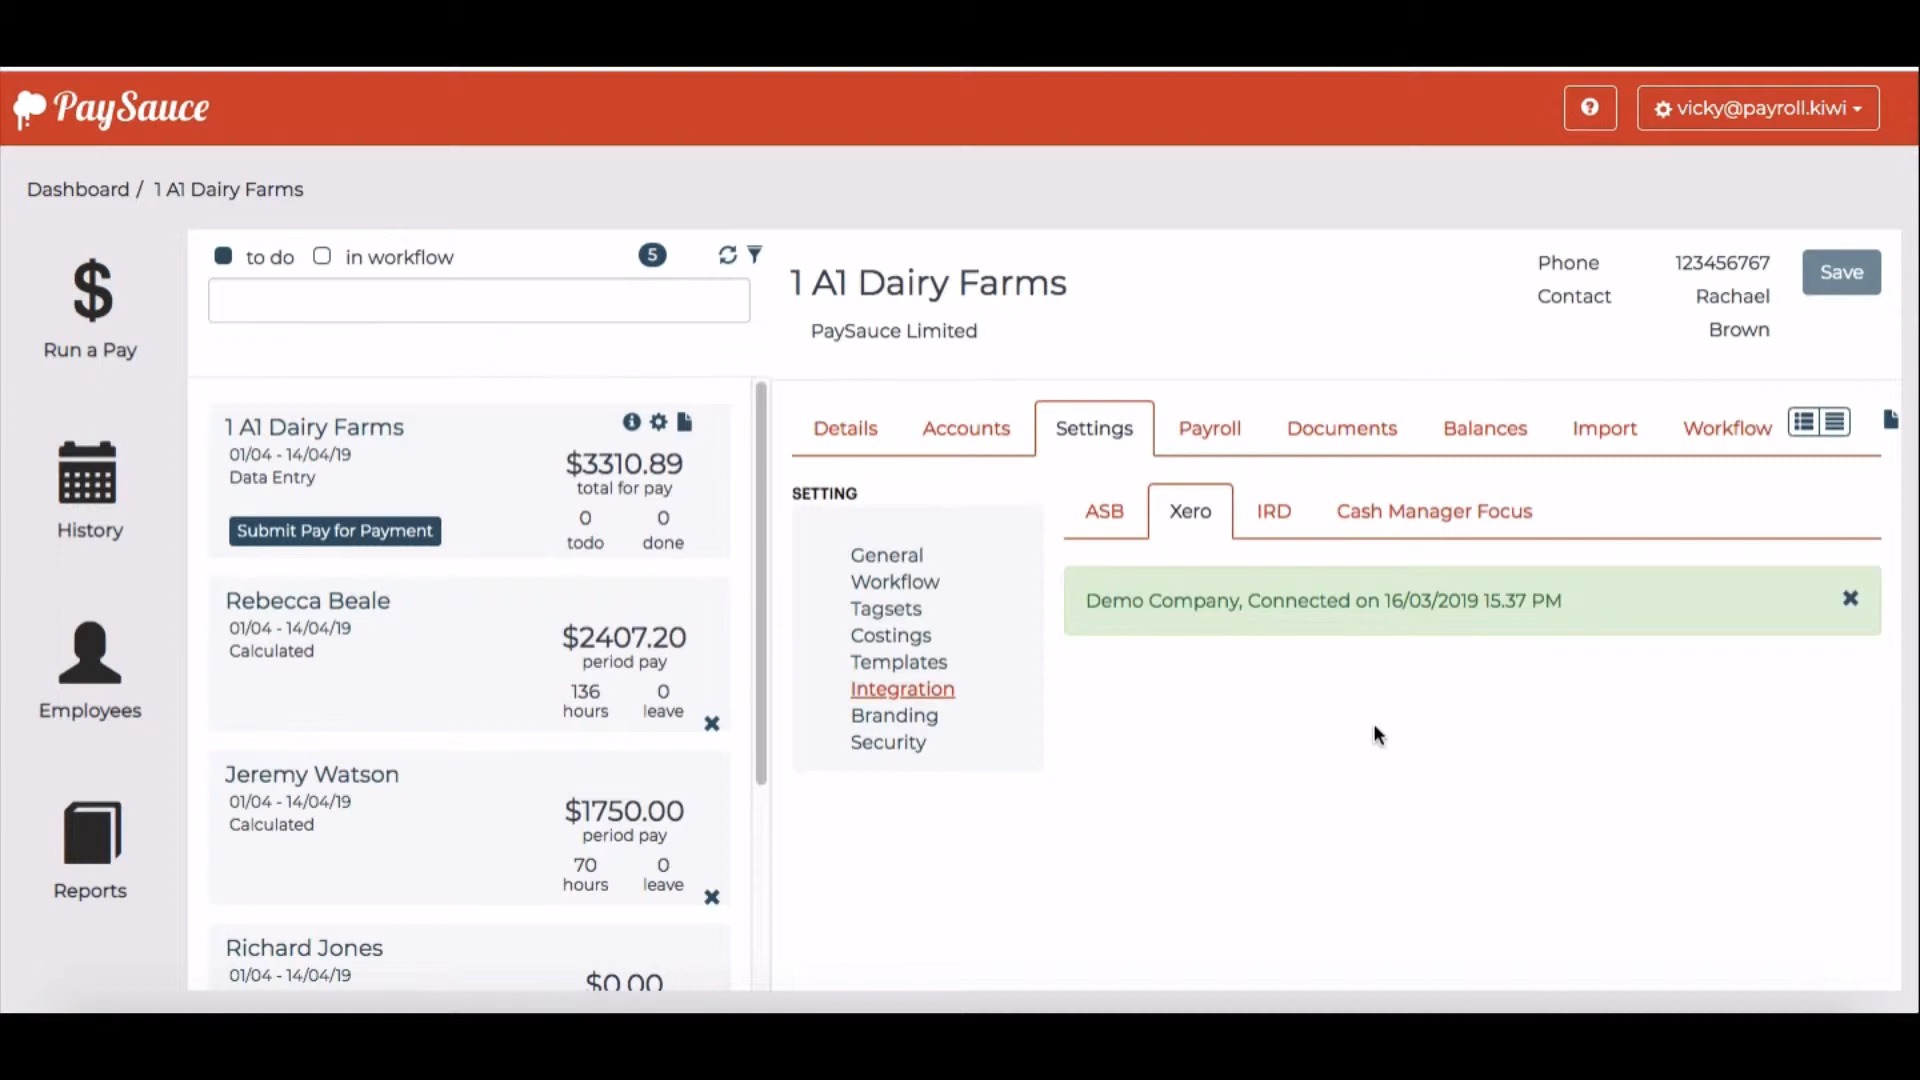 PaySauce
vicky@payroll.kiwi
Dashboard / 1 A1 Dairy Farms
Run a Pay
History
Employees
Reports
to do in workflow 5
1 A1 Dairy Farms
01/04 - 14/04/19
Data Entry
$3310.89
total for pay
0 0
todo done
Submit Pay for Payment
Rebecca Beale
01/04 - 14/04/19
Calculated
$2407.20
period pay
136 0
hours leave
Jeremy Watson
01/04 - 14/04/19
Calculated
$1750.00
period pay
70 0
hours leave
Richard Jones
01/04 - 14/04/19
$0.00
1 A1 Dairy Farms
PaySauce Limited
Phone 123456767
Contact Rachael
Brown
Save
Details Accounts Settings Payroll Documents Balances Import Workflow
SETTING
General
Workflow
Tagsets
Costings
Templates
Integration
Branding
Security
ASB Xero IRD Cash Manager Focus
Demo Company, Connected on 16/03/2019 15.37 PM